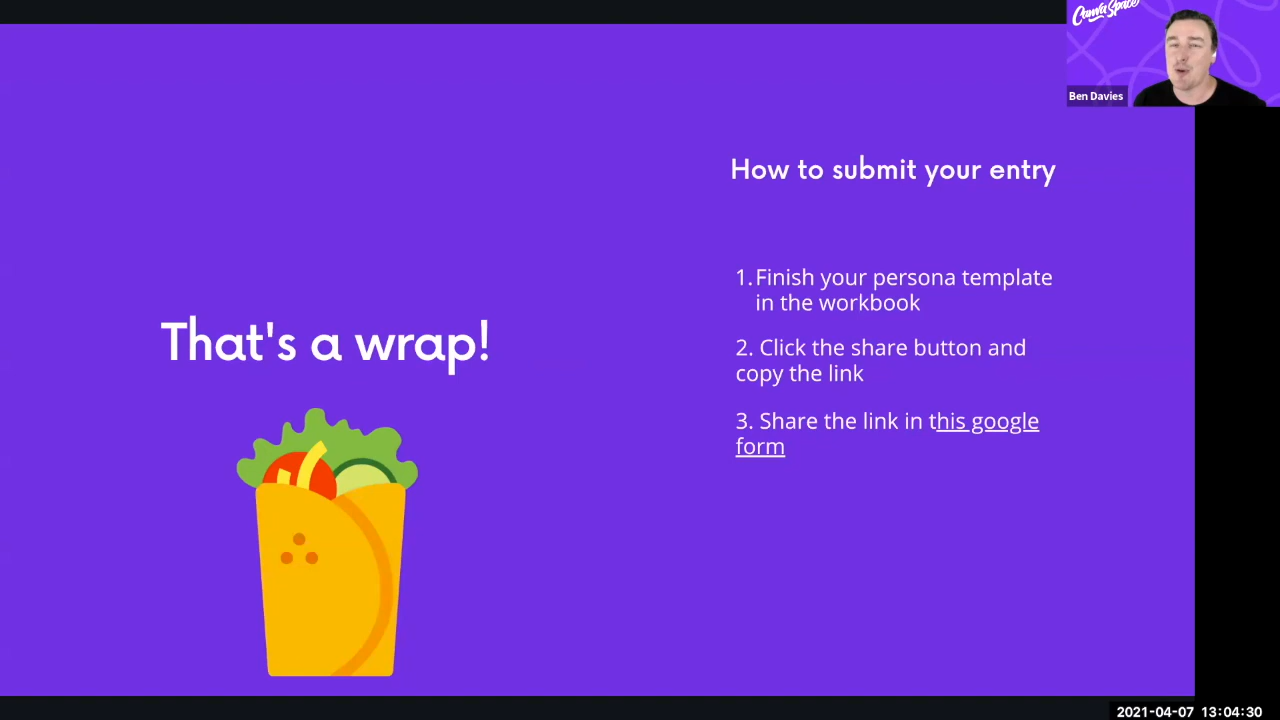 Canva Space
Ben Davies
How to submit your entry
1. Finish your persona template
in the workbook
2. Click the share button and
copy the link
3. Share the link in this google
form
That's a wrap!
2021-04-07 13:04:30